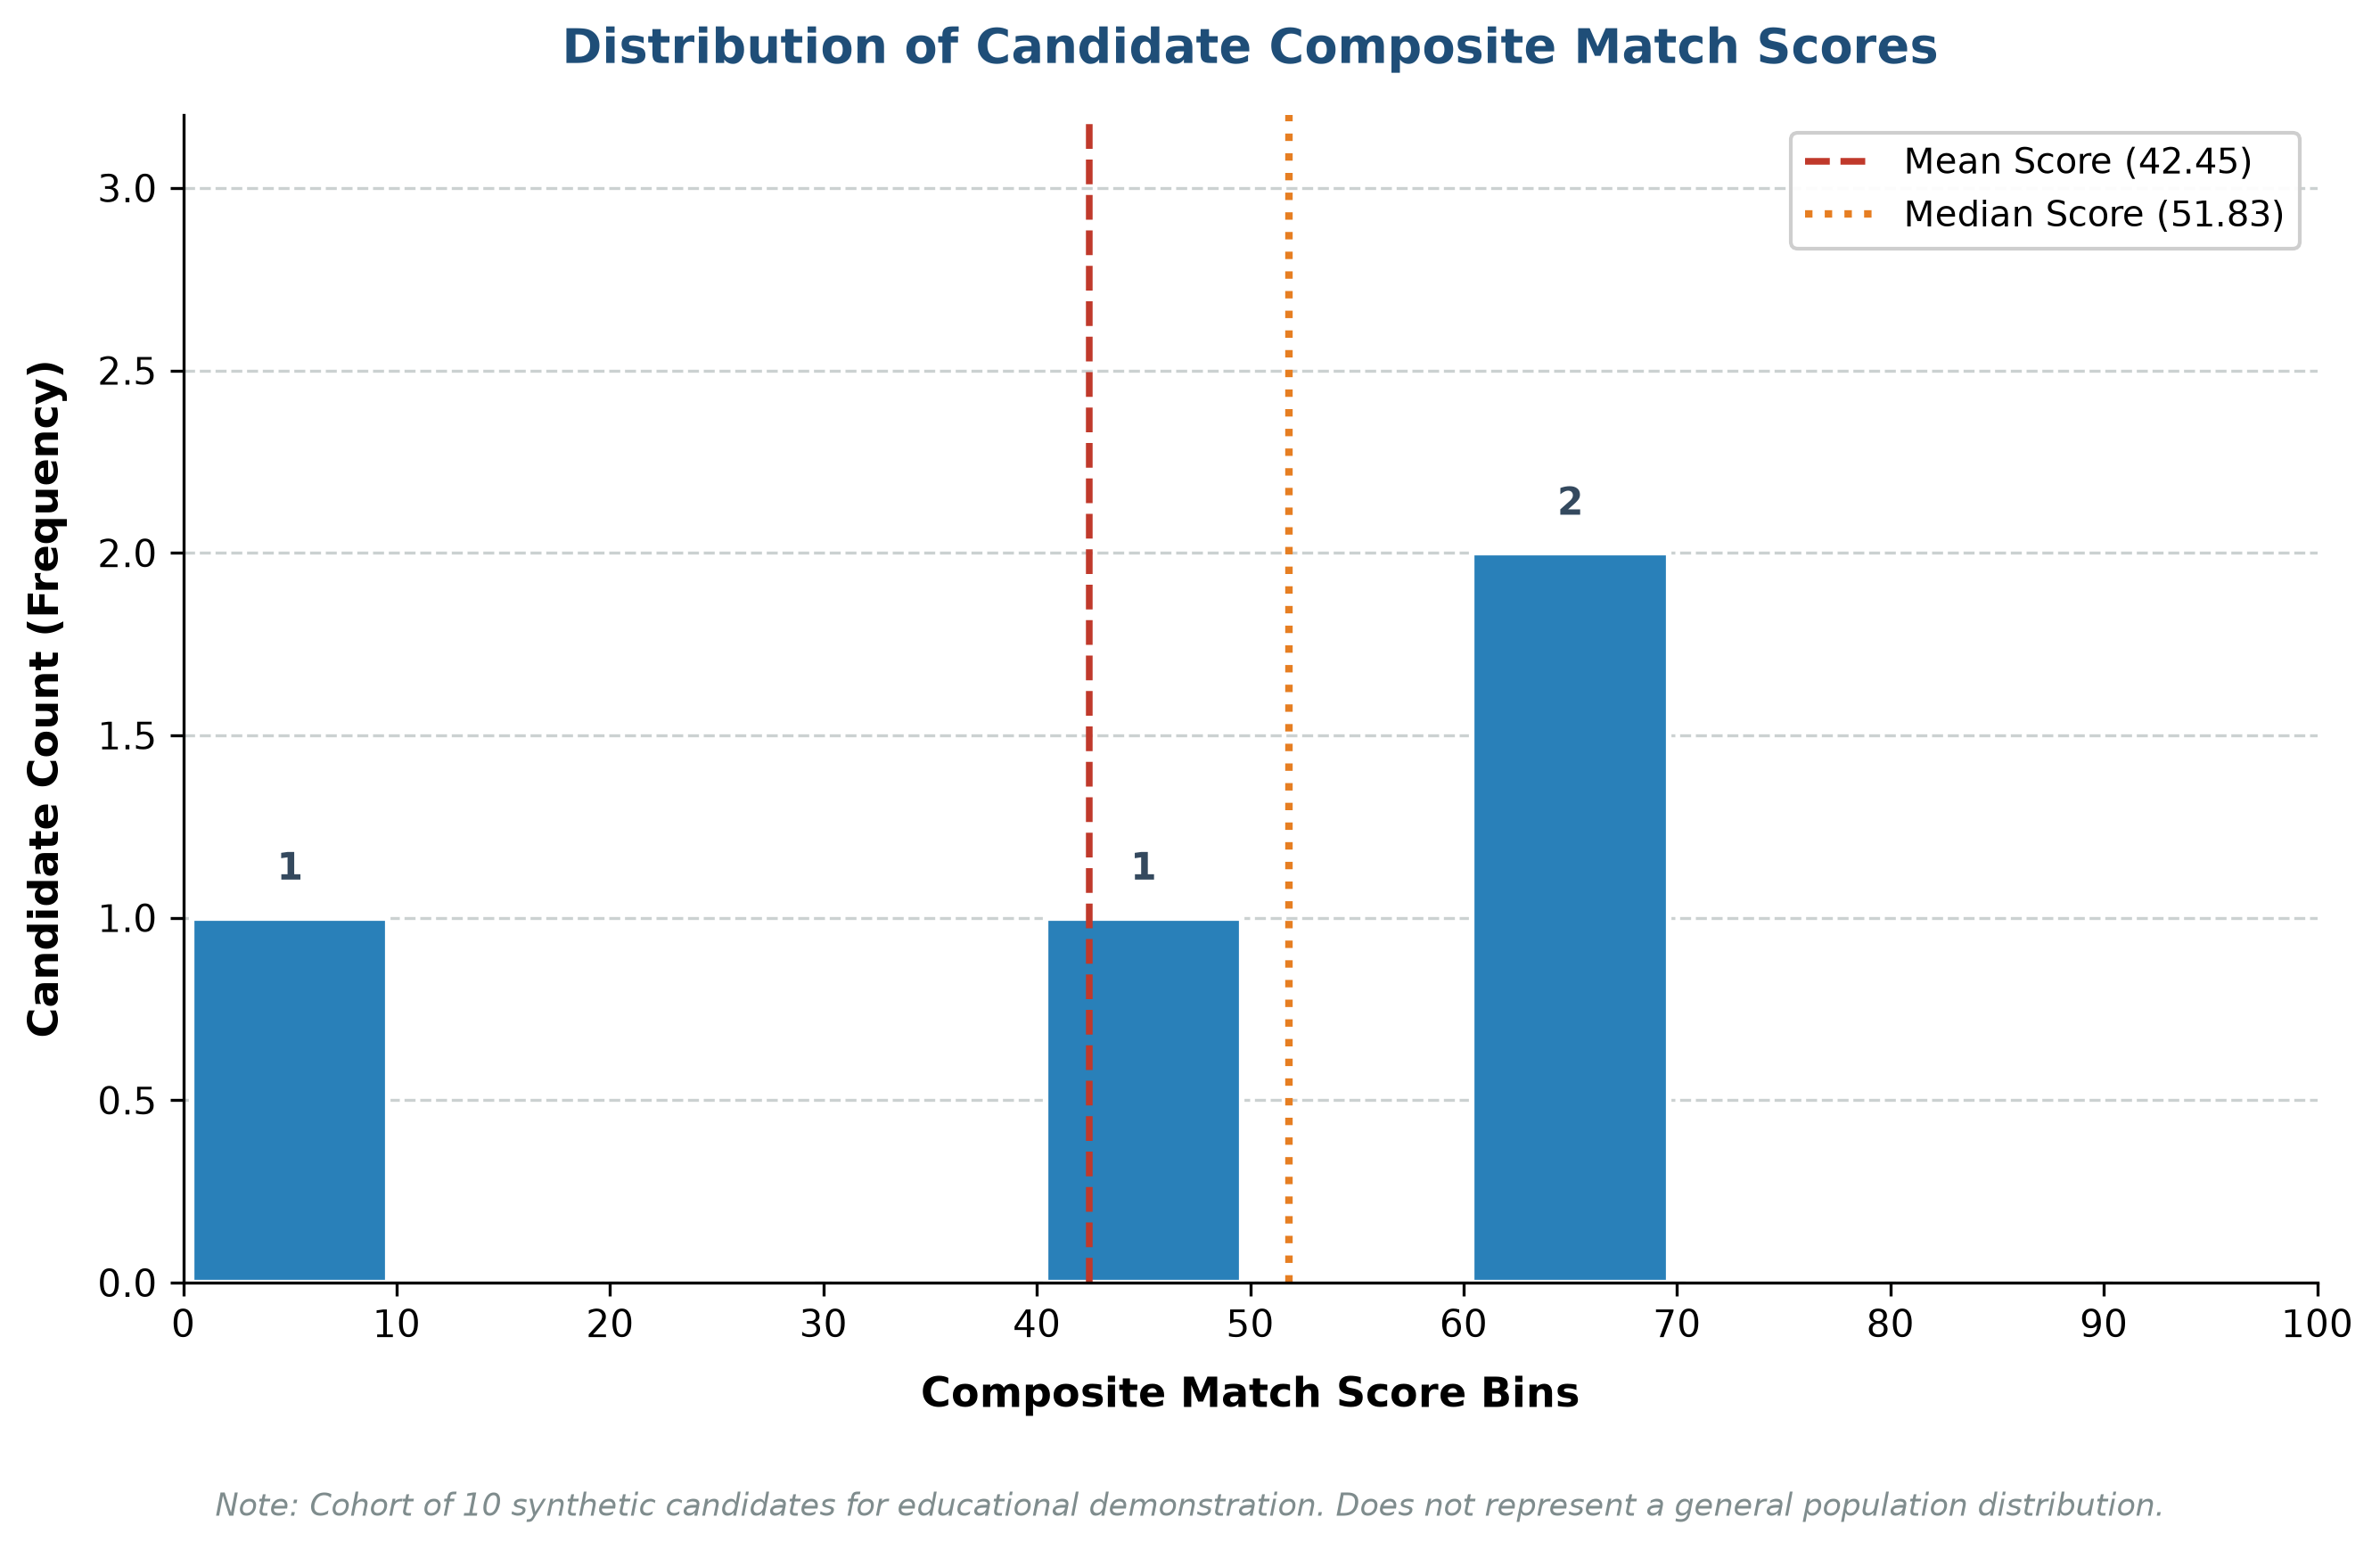 Distribution of Candidate Composite Match Scores
Mean Score (42.45)
Median Score (51.83)
Candidate Count (Frequency)
3.0
2.5
2.0
1.5
1.0
0.5
0.0
1
1
2
0 10 20 30 40 50 60 70 80 90 100
Composite Match Score Bins
Note: Cohort of 10 synthetic candidates for educational demonstration. Does not represent a general population distribution.